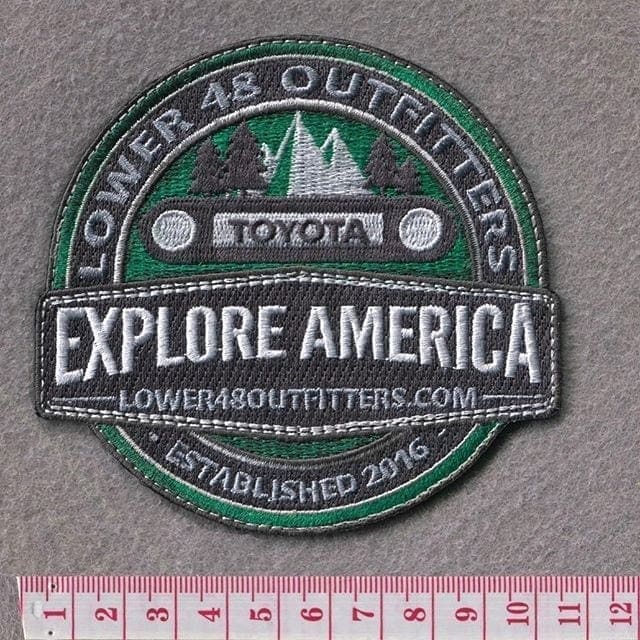 LOWER 48 OUTFITTERS
TOYOTA
EXPLORE AMERICA
LOWER48OUTFITTERS.COM
ESTABLISHED 2016
1 2 3 4 5 6 7 8 9 10 11 12